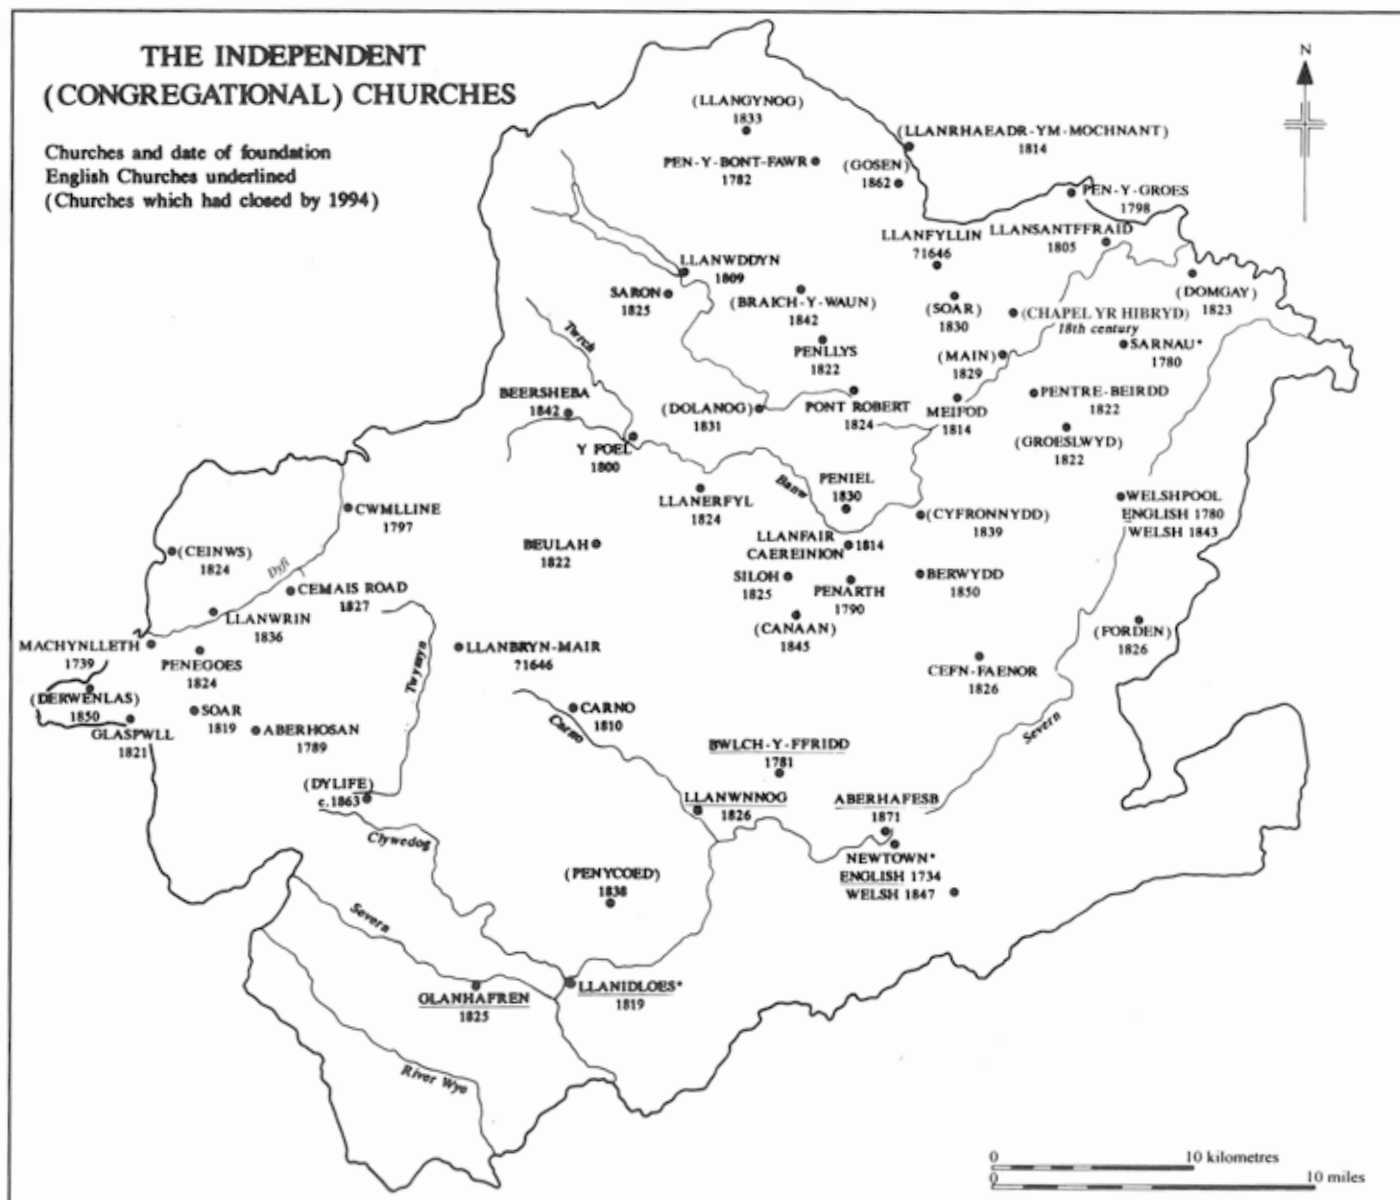 THE INDEPENDENT
(CONGREGATIONAL) CHURCHES
Churches and date of foundation
English Churches underlined
(Churches which had closed by 1994)
N
(LLANGYNOG)
1833
(LLANRHAEADR-YM-MOCHNANT)
1814
PEN-Y-BONT-FAWR
1782
(GOSEN)
1862
PEN-Y-GROES
1798
LLANFYLLIN
?1646
LLANSANTFFRAID
1805
LLANWDDYN
1809
SARON
1825
(BRAICH-Y-WAUN)
1842
(SOAR)
1830
(DOMGAY)
1823
(CHAPEL YR HIBRYD)
18th century
Twrch
PENLLYS
1822
(MAIN)
1829
SARNAU*
1780
BEERSHEBA
1842
(DOLANOG)
1831
PONT ROBERT
1824
MEIFOD
1814
PENTRE-BEIRDD
1822
(GROESLWYD)
1822
Y FOEL
1800
LLANERFYL
1824
Banw
PENIEL
1830
WELSHPOOL
ENGLISH 1780
WELSH 1843
CWMLLINE
1797
(CYFRONNYDD)
1839
(CEINWS)
1824
BEULAH
1822
LLANFAIR
CAEREINION
1814
Dyfi
CEMAIS ROAD
1827
SILOH
1825
PENARTH
1790
BERWYDD
1850
LLANWRIN
1836
(CANAAN)
1845
(FORDEN)
1826
MACHYNLLETH
1739
PENEGOES
1824
Twymyn
LLANBRYN-MAIR
?1646
CEFN-FAENOR
1826
(DERWENLAS)
1850
SOAR
1819
GLASPWLL
1821
ABERHOSAN
1789
CARNO
1810
Carno
Severn
BWLCH-Y-FFRIDD
1781
(DYLIFE)
c.1863
LLANWNNOG
1826
ABERHAFESB
1871
Clywedog
NEWTOWN*
ENGLISH 1734
WELSH 1847
(PENYCOED)
1838
Severn
GLANHAFREN
1825
LLANIDLOES*
1819
River Wye
0 10 kilometres
0 10 miles